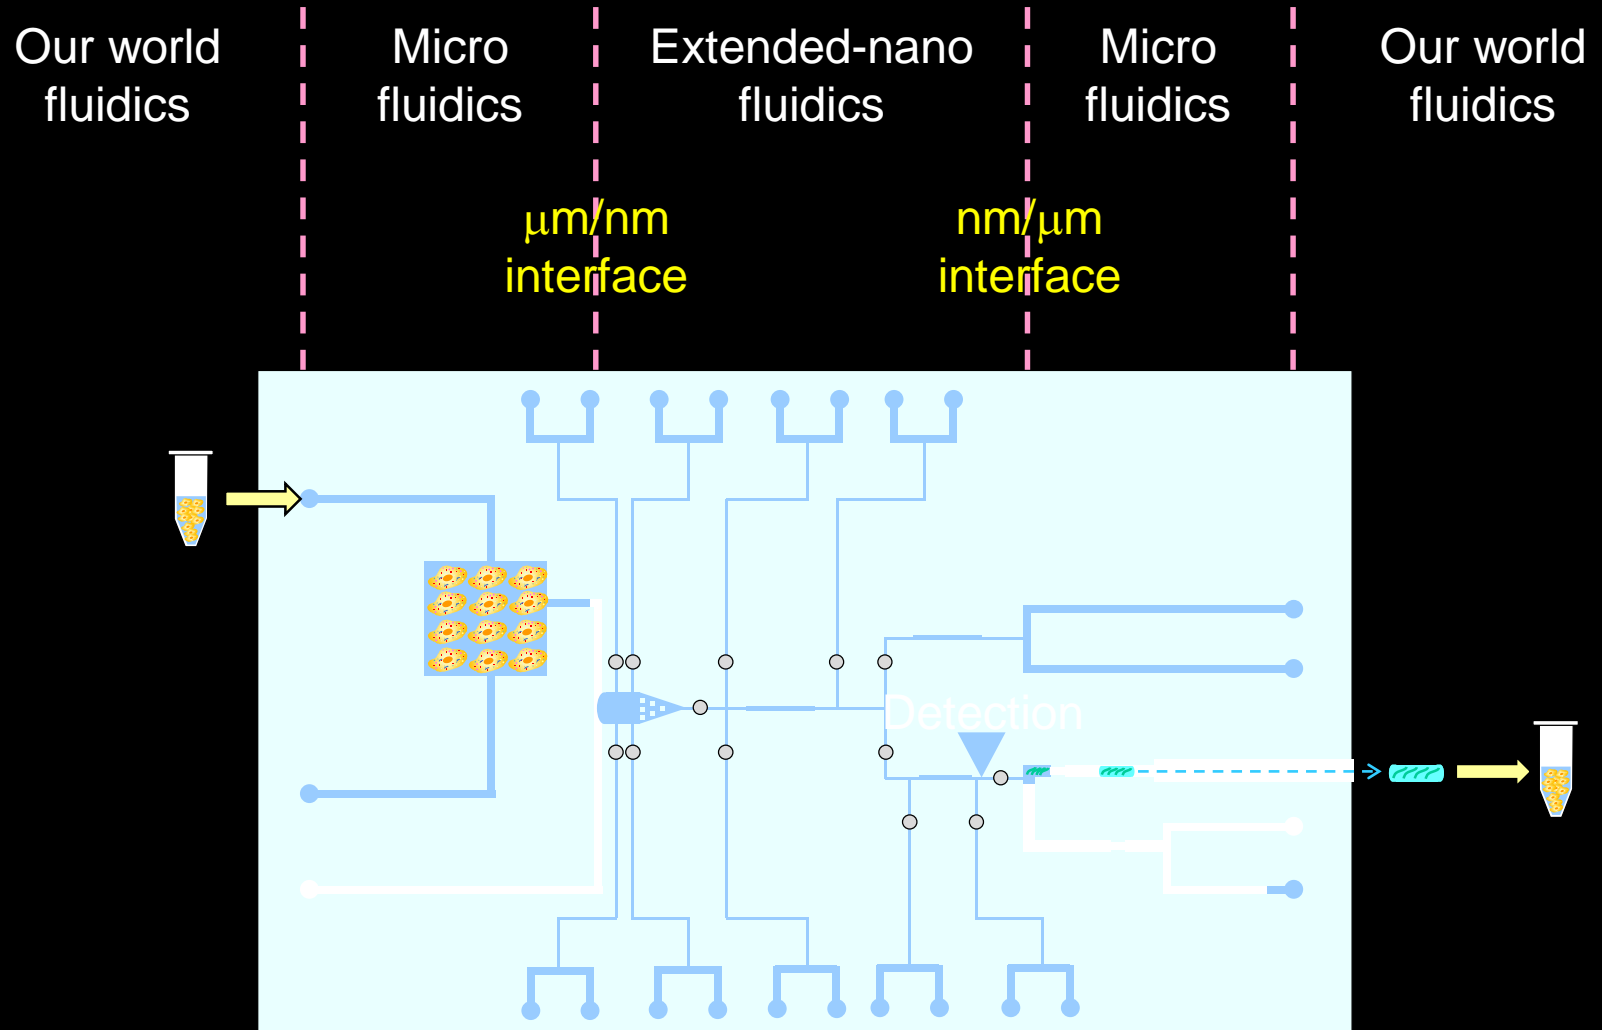 Our world
fluidics
Micro
fluidics
Extended-nano
fluidics
Micro
fluidics
Our world
fluidics
μm/nm
interface
nm/μm
interface
Detection